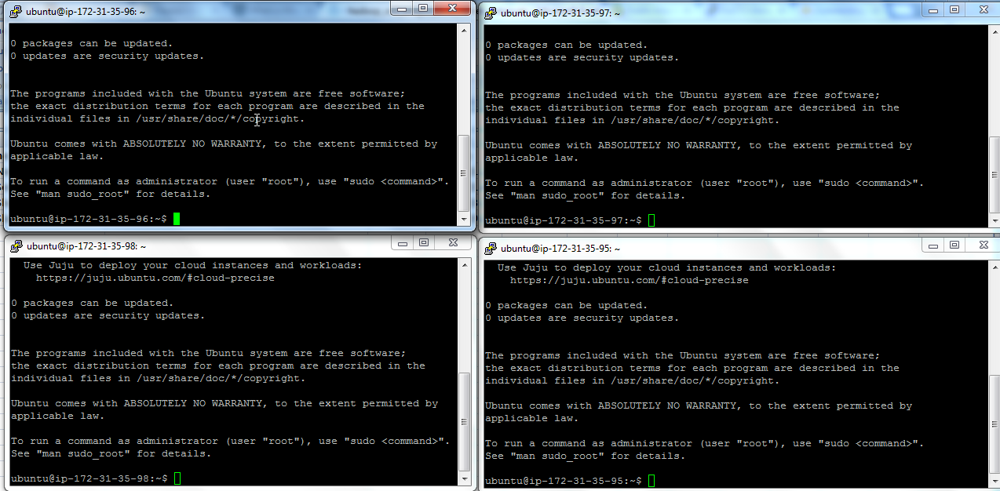 ubuntu@ip-172-31-35-96: ~
0 packages can be updated.
0 updates are security updates.
The programs included with the Ubuntu system are free software;
the exact distribution terms for each program are described in the
individual files in /usr/share/doc/*/copyright.
Ubuntu comes with ABSOLUTELY NO WARRANTY, to the extent permitted by
applicable law.
To run a command as administrator (user "root"), use "sudo <command>".
See "man sudo_root" for details.
ubuntu@ip-172-31-35-96:~$
ubuntu@ip-172-31-35-97: ~
0 packages can be updated.
0 updates are security updates.
The programs included with the Ubuntu system are free software;
the exact distribution terms for each program are described in the
individual files in /usr/share/doc/*/copyright.
Ubuntu comes with ABSOLUTELY NO WARRANTY, to the extent permitted by
applicable law.
To run a command as administrator (user "root"), use "sudo <command>".
See "man sudo_root" for details.
ubuntu@ip-172-31-35-97:~$
ubuntu@ip-172-31-35-98: ~
Use Juju to deploy your cloud instances and workloads:
https://juju.ubuntu.com/#cloud-precise
0 packages can be updated.
0 updates are security updates.
The programs included with the Ubuntu system are free software;
the exact distribution terms for each program are described in the
individual files in /usr/share/doc/*/copyright.
Ubuntu comes with ABSOLUTELY NO WARRANTY, to the extent permitted by
applicable law.
To run a command as administrator (user "root"), use "sudo <command>".
See "man sudo_root" for details.
ubuntu@ip-172-31-35-98:~$
ubuntu@ip-172-31-35-95: ~
Use Juju to deploy your cloud instances and workloads:
https://juju.ubuntu.com/#cloud-precise
0 packages can be updated.
0 updates are security updates.
The programs included with the Ubuntu system are free software;
the exact distribution terms for each program are described in the
individual files in /usr/share/doc/*/copyright.
Ubuntu comes with ABSOLUTELY NO WARRANTY, to the extent permitted by
applicable law.
To run a command as administrator (user "root"), use "sudo <command>".
See "man sudo_root" for details.
ubuntu@ip-172-31-35-95:~$